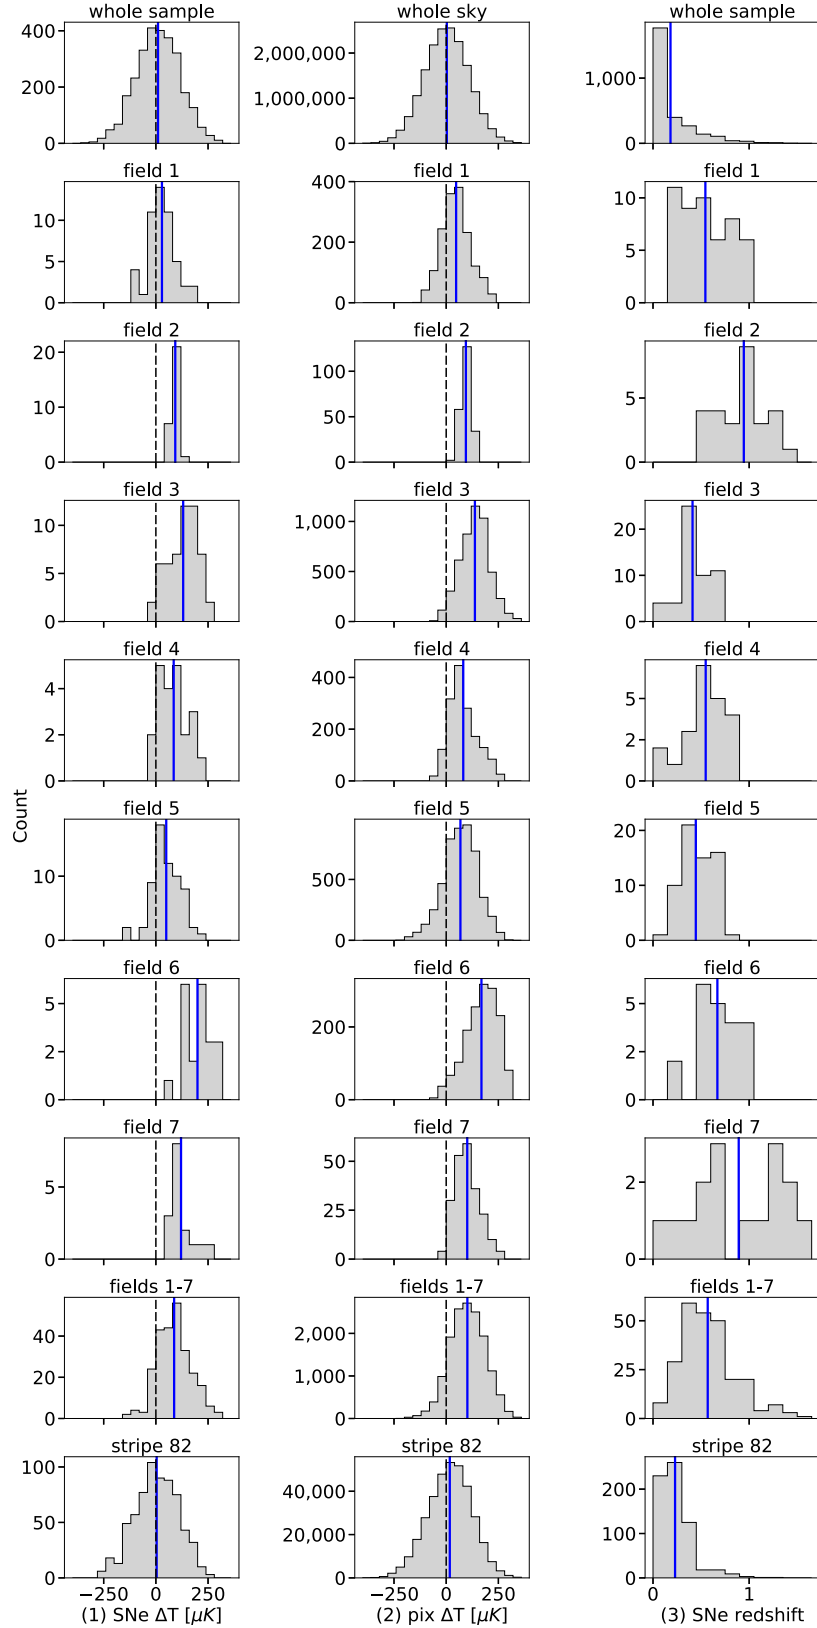 whole sample whole sky whole sample
400 200 0
2,000,000 1,000,000 0
1,000 0
field 1 field 1 field 1
10 5 0
400 200 0
10 5 0
field 2 field 2 field 2
20 10 0
100 50 0
5 0
field 3 field 3 field 3
10 5 0
1,000 500 0
20 10 0
field 4 field 4 field 4
4 2 0
400 200 0
5 2 0
Count
field 5 field 5 field 5
10 0
500 0
20 10 0
field 6 field 6 field 6
5 2 0
200 0
5 2 0
field 7 field 7 field 7
5 0
50 25 0
2 0
fields 1-7 fields 1-7 fields 1-7
40 20 0
2,000 1,000 0
50 25 0
stripe 82 stripe 82 stripe 82
100 50 0
40,000 20,000 0
200 100 0
−250 0 250 −250 0 250 0 1
(1) SNe ΔT [μK] (2) pix ΔT [μK] (3) SNe redshift